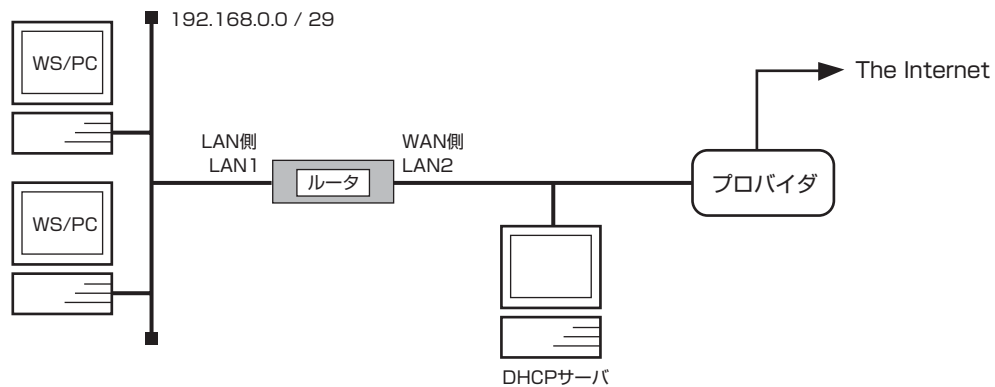 192.168.0.0 / 29
WS/PC
The Internet
LAN側
LAN1
WAN側
LAN2
ルータ
プロバイダ
WS/PC
DHCPサーバ